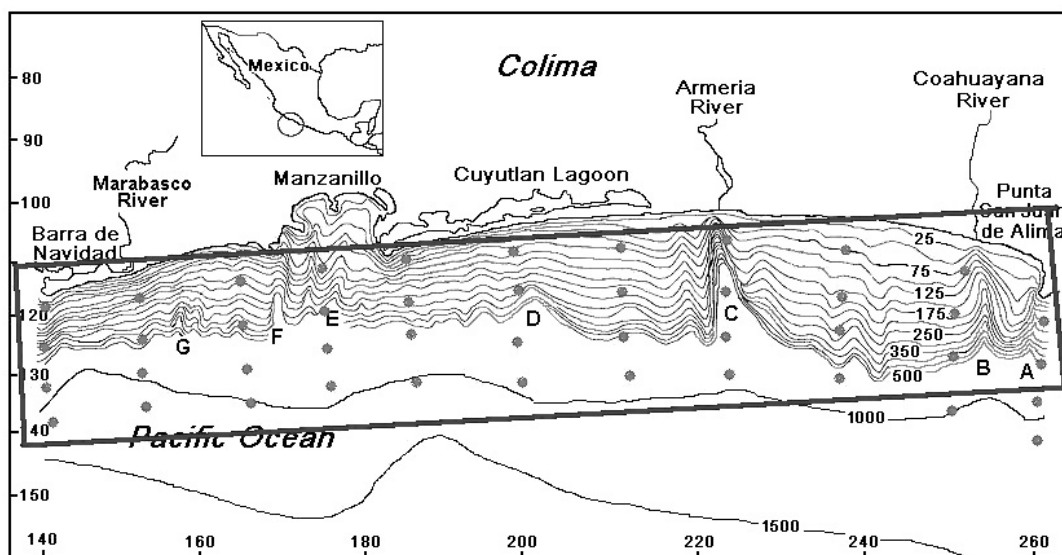 Colima
Mexico
80
90
100
120
130
140
150
Armeria
River
Coahuayana
River
Marabasco
River
Manzanillo
Cuyutlan Lagoon
Punta
de Alima
Barra de
Navidad
25
75
125
175
250
350
500
1000
1500
G
F
E
D
C
B
A
Pacific Ocean
140
160
180
200
220
240
260